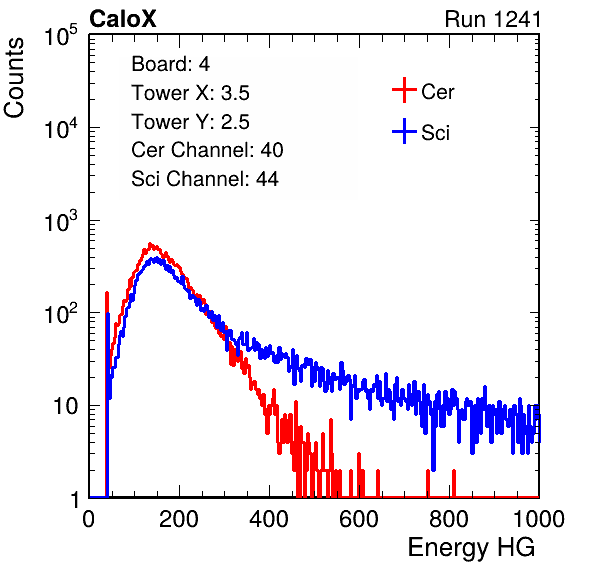 CaloX Run 1241
Counts
Board: 4
Tower X: 3.5
Tower Y: 2.5
Cer Channel: 40
Sci Channel: 44
Cer
Sci
10^5
10^4
10^3
10^2
10
1
0 200 400 600 800 1000
Energy HG